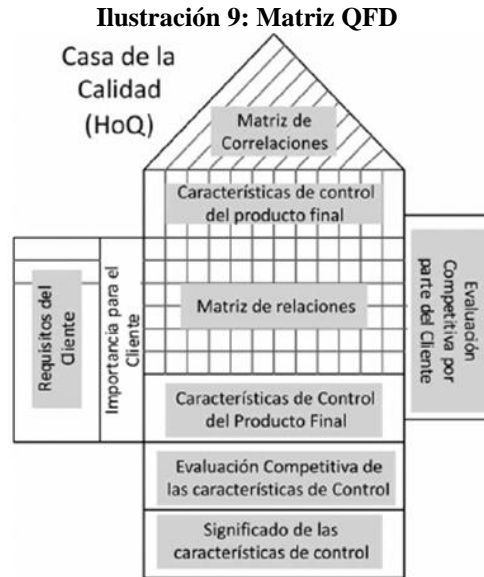 Ilustración 9: Matriz QFD
Casa de la
Calidad
(HoQ)
Matriz de
Correlaciones
Características de control
del producto final
Requisitos del
Cliente
Importancia para el
Cliente
Matriz de relaciones
Evaluación
Competitiva por
parte del Cliente
Características de Control
del Producto Final
Evaluación Competitiva de
las características de Control
Significado de las
características de control